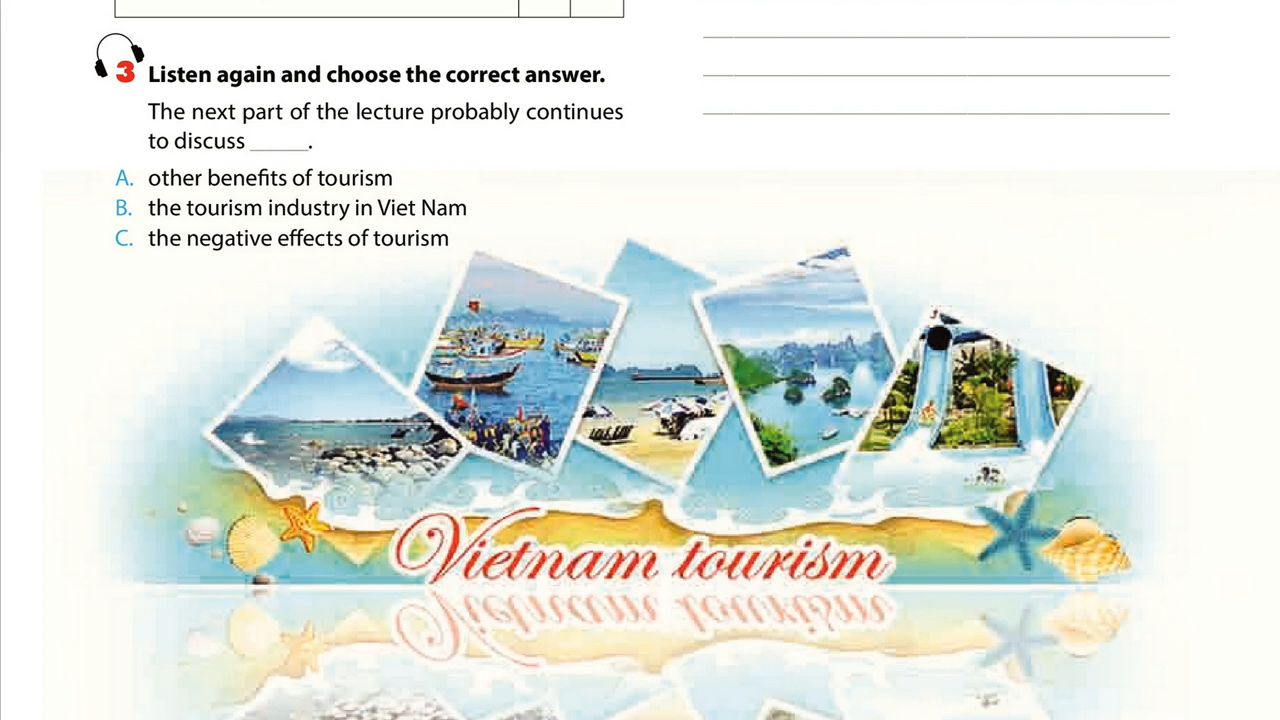 3 Listen again and choose the correct answer.
The next part of the lecture probably continues
to discuss _____.
A. other benefits of tourism
B. the tourism industry in Viet Nam
C. the negative effects of tourism
Vietnam tourism